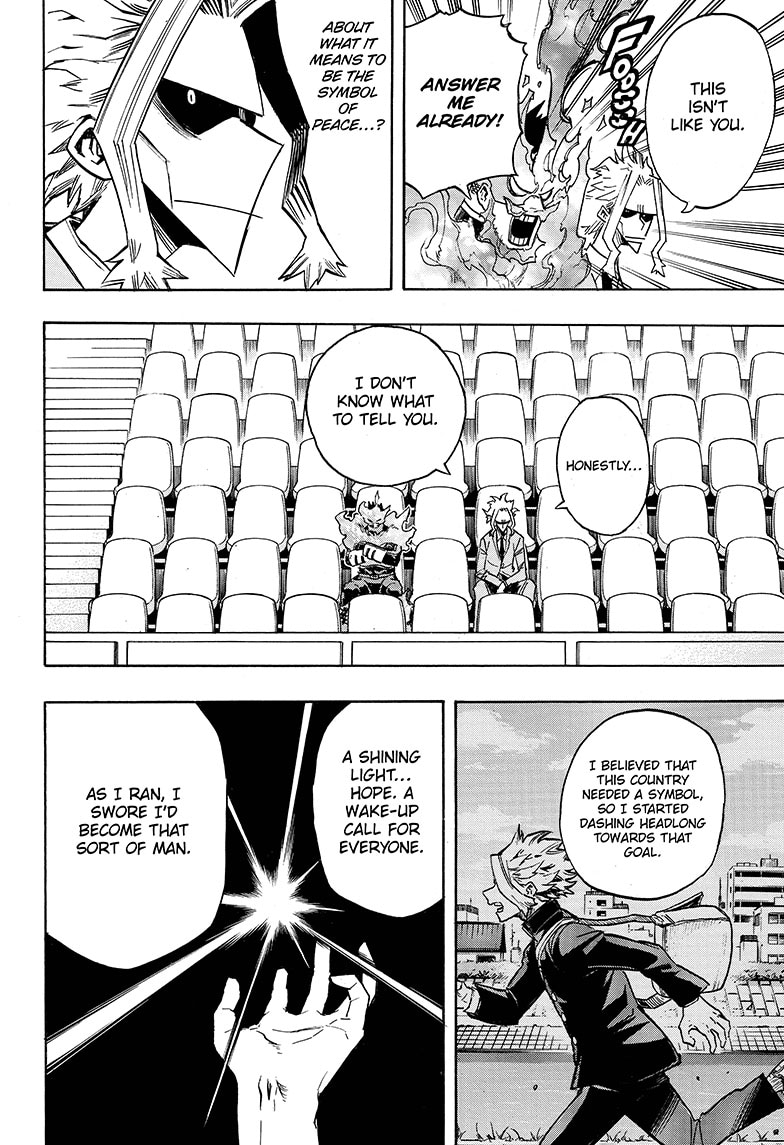 THIS
ISN'T
LIKE YOU.
FOOSSSH
ANSWER
ME
ALREADY!
ABOUT
WHAT IT
MEANS TO
BE THE
SYMBOL
OF
PEACE...?
HONESTLY...
I DON'T
KNOW WHAT
TO TELL YOU.
I BELIEVED THAT
THIS COUNTRY
NEEDED A SYMBOL,
SO I STARTED
DASHING HEADLONG
TOWARDS THAT
GOAL.
A SHINING
LIGHT...
HOPE. A
WAKE-UP
CALL FOR
EVERYONE.
AS I RAN, I
SWORE I'D
BECOME THAT
SORT OF MAN.